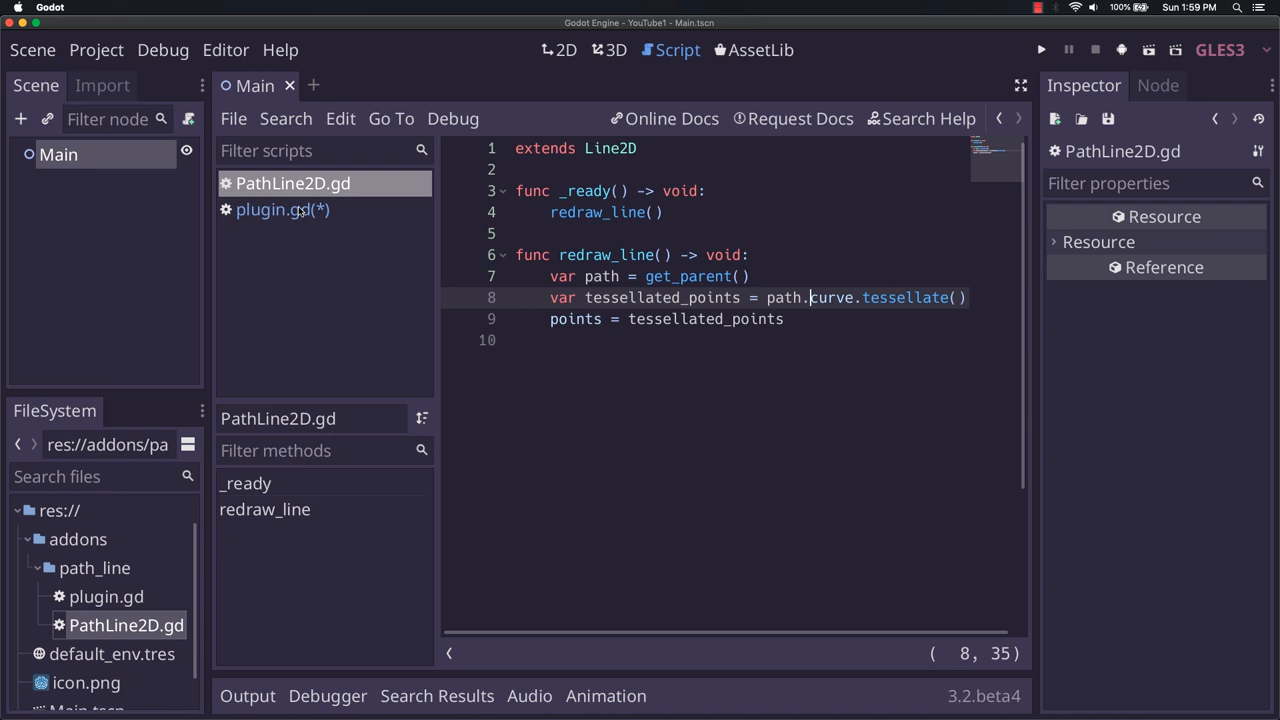 Godot
100%
Sun 1:59 PM
Godot Engine - YouTube1 - Main.tscn
Scene Project Debug Editor Help
2D 3D Script AssetLib
GLES3
Scene Import
Main
Inspector Node
Filter node
File Search Edit Go To Debug
Online Docs Request Docs Search Help
Main
Filter scripts
PathLine2D.gd
plugin.gd(*)
PathLine2D.gd
Filter methods
_ready
redraw_line
1 extends Line2D
2
3 func _ready() -> void:
4 redraw_line()
5
6 func redraw_line() -> void:
7 var path = get_parent()
8 var tessellated_points = path.curve.tessellate()
9 points = tessellated_points
10
( 8, 35)
PathLine2D.gd
Filter properties
Resource
Resource
Reference
FileSystem
res://addons/pa
Search files
res://
addons
path_line
plugin.gd
PathLine2D.gd
default_env.tres
icon.png
Main.tscn
Output Debugger Search Results Audio Animation
3.2.beta4